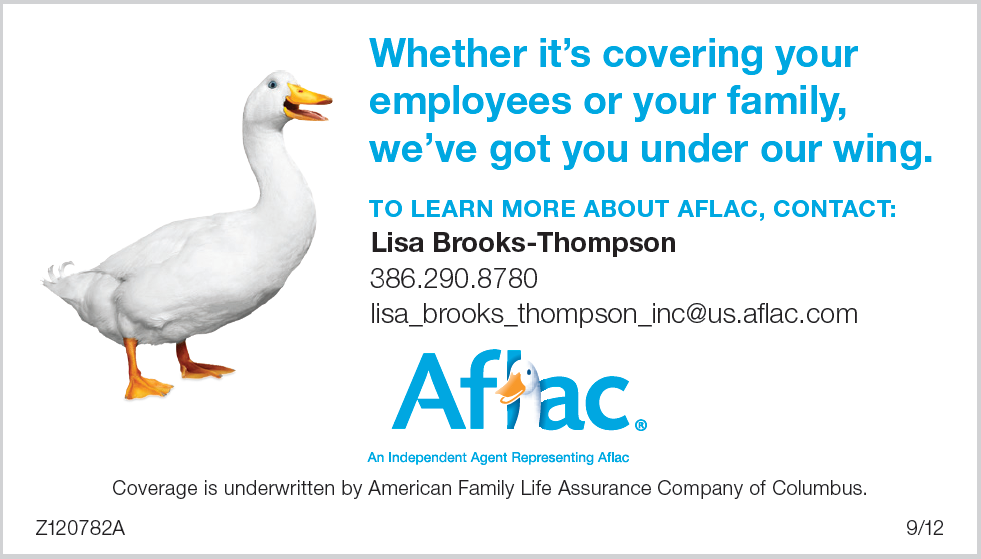 Whether it’s covering your
employees or your family,
we’ve got you under our wing.
TO LEARN MORE ABOUT AFLAC, CONTACT:
Lisa Brooks-Thompson
386.290.8780
lisa_brooks_thompson_inc@us.aflac.com
Aflac®
An Independent Agent Representing Aflac
Coverage is underwritten by American Family Life Assurance Company of Columbus.
Z120782A 9/12